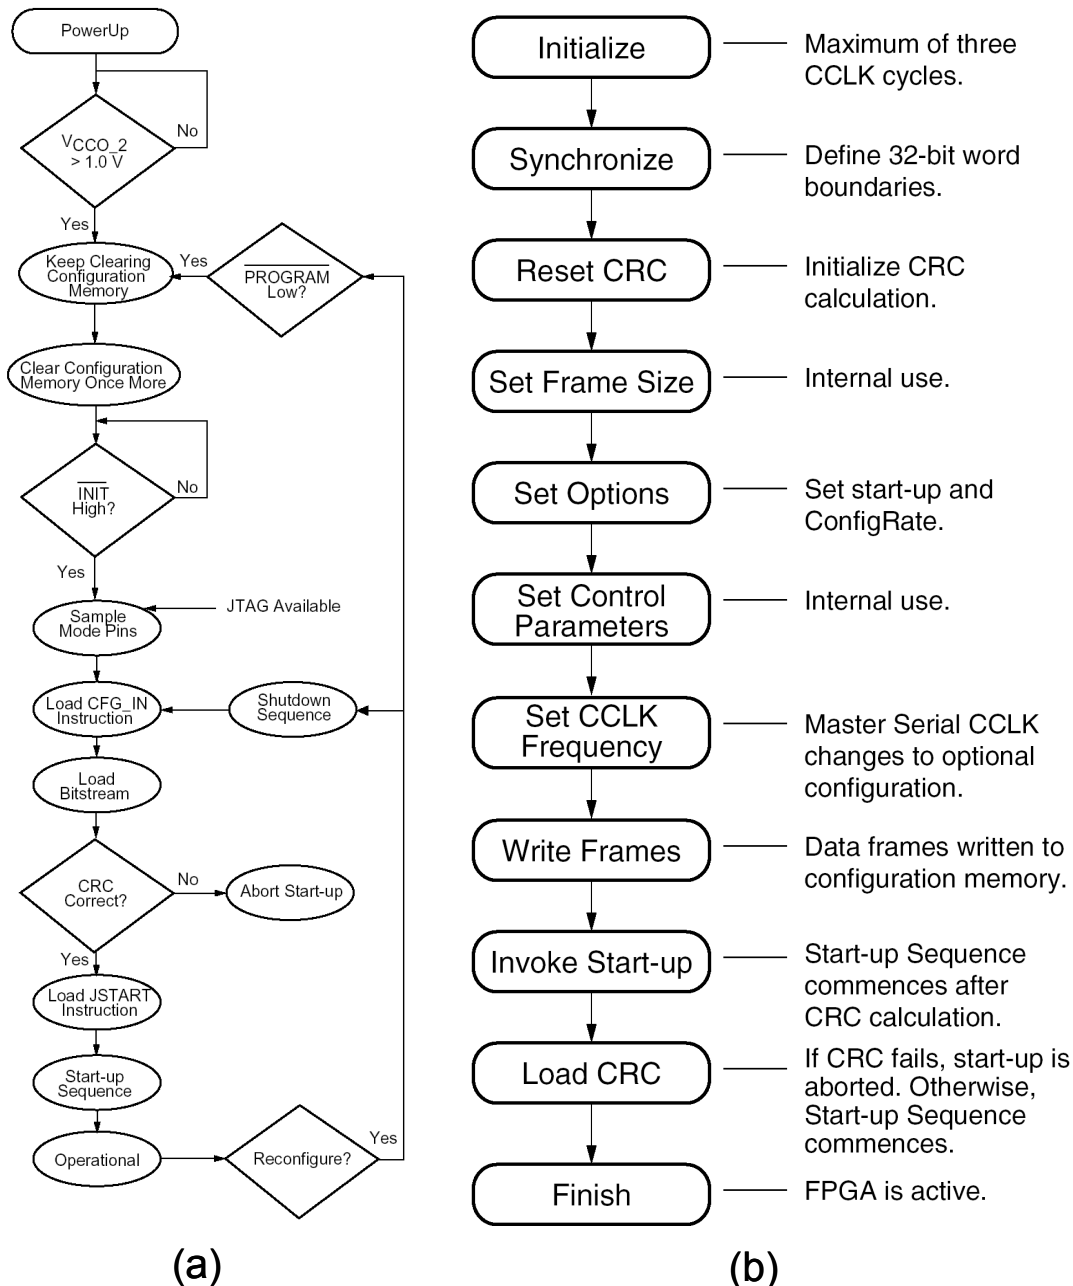 PowerUp
VCCO_2
> 1.0 V
No
Yes
Keep Clearing
Configuration
Memory
Yes
PROGRAM
Low?
Clear Configuration
Memory Once More
INIT
High?
No
Yes
JTAG Available
Sample
Mode Pins
Load CFG_IN
Instruction
Shutdown
Sequence
Load
Bitstream
CRC
Correct?
No
Abort Start-up
Yes
Load JSTART
Instruction
Start-up
Sequence
Operational
Reconfigure?
Yes
(a)
Initialize
Maximum of three
CCLK cycles.
Synchronize
Define 32-bit word
boundaries.
Reset CRC
Initialize CRC
calculation.
Set Frame Size
Internal use.
Set Options
Set start-up and
ConfigRate.
Set Control
Parameters
Internal use.
Set CCLK
Frequency
Master Serial CCLK
changes to optional
configuration.
Write Frames
Data frames written to
configuration memory.
Invoke Start-up
Start-up Sequence
commences after
CRC calculation.
Load CRC
If CRC fails, start-up is
aborted. Otherwise,
Start-up Sequence
commences.
Finish
FPGA is active.
(b)